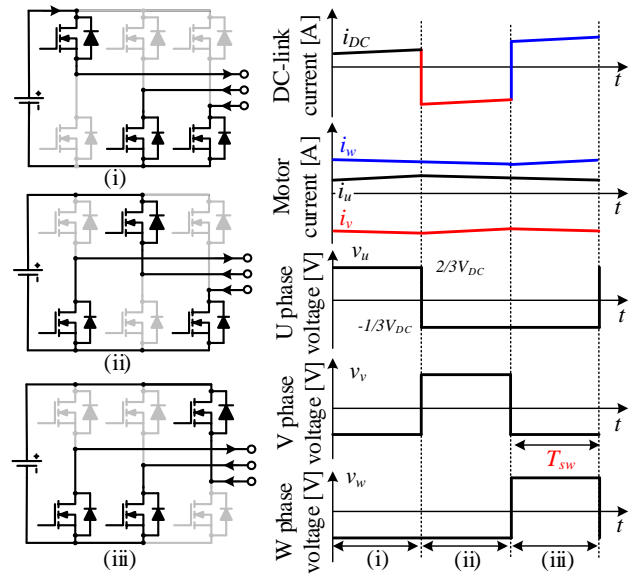 (i)
(ii)
(iii)
DC-link
current [A]
i_DC
t
Motor
current [A]
i_w
i_u
i_v
t
U phase
voltage [V]
v_u
2/3V_DC
-1/3V_DC
t
V phase
voltage [V]
v_v
t
T_sw
W phase
voltage [V]
v_w
t
(i) (ii) (iii)